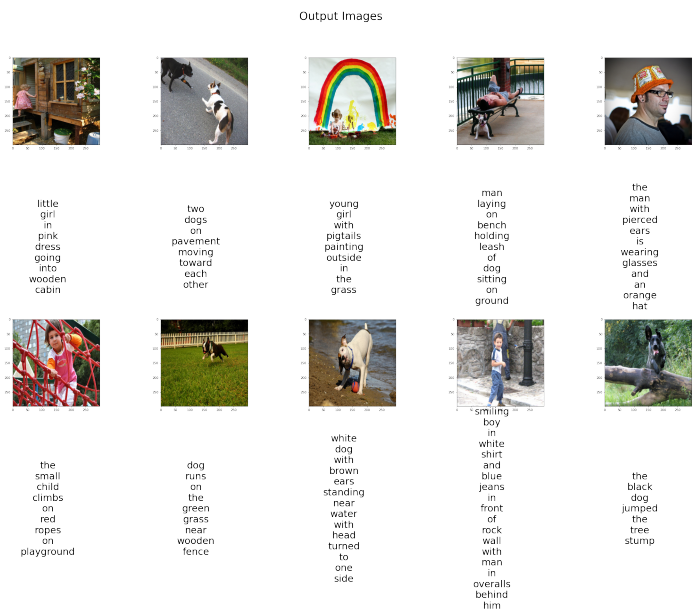 Output Images
little
girl
in
pink
dress
going
into
wooden
cabin
two
dogs
on
pavement
moving
toward
each
other
young
girl
with
pigtails
painting
outside
in
the
grass
man
laying
on
bench
holding
leash
of
dog
sitting
on
ground
the
man
with
pierced
ears
is
wearing
glasses
and
an
orange
hat
the
small
child
climbs
on
red
ropes
on
playground
dog
runs
on
the
green
grass
near
wooden
fence
white
dog
with
brown
ears
standing
near
water
with
head
turned
to
one
side
smiling
boy
in
white
shirt
and
blue
jeans
in
front
of
rock
wall
with
man
in
overalls
behind
him
the
black
dog
jumped
the
tree
stump